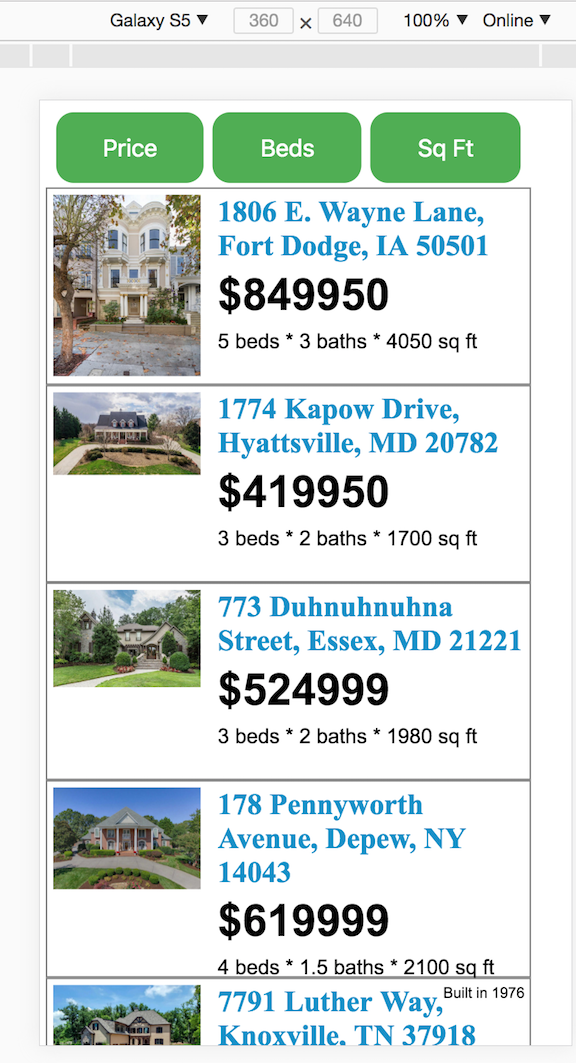 Galaxy S5 ▼ 360 × 640 100% ▼ Online ▼
Price Beds Sq Ft
1806 E. Wayne Lane,
Fort Dodge, IA 50501
$849950
5 beds * 3 baths * 4050 sq ft
1774 Kapow Drive,
Hyattsville, MD 20782
$419950
3 beds * 2 baths * 1700 sq ft
773 Duhnuhnuhna
Street, Essex, MD 21221
$524999
3 beds * 2 baths * 1980 sq ft
178 Pennyworth
Avenue, Depew, NY
14043
$619999
4 beds * 1.5 baths * 2100 sq ft
Built in 1976
7791 Luther Way,
Knoxville, TN 37918